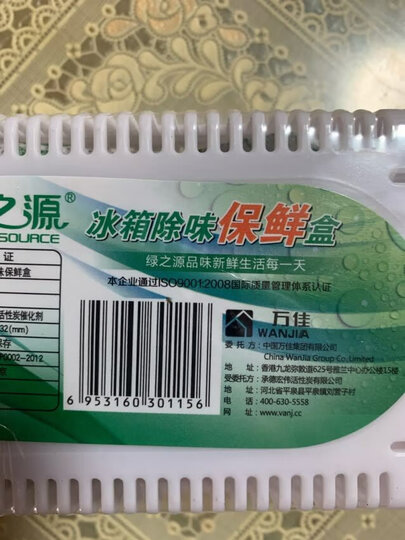 之源®
SOURCE
冰箱除味保鲜盒
绿之源品味新鲜生活每一天
本企业通过ISO9001:2008国际质量管理体系认证
证
味保鲜盒
活性炭催化剂
32(mm)
保存
P0002-2012
6 953160 301156
万佳
WANJIA
委托方：中国万佳集团有限公司
China WanJia Group Co.,Limited
地址：香港九龙弥敦道625号雅兰中心办公楼15楼
受委托方：承德宏伟活性炭有限公司
地址：河北省平泉县平泉镇刘营子村
电话：400-630-5558
网址：www.vanj.cc